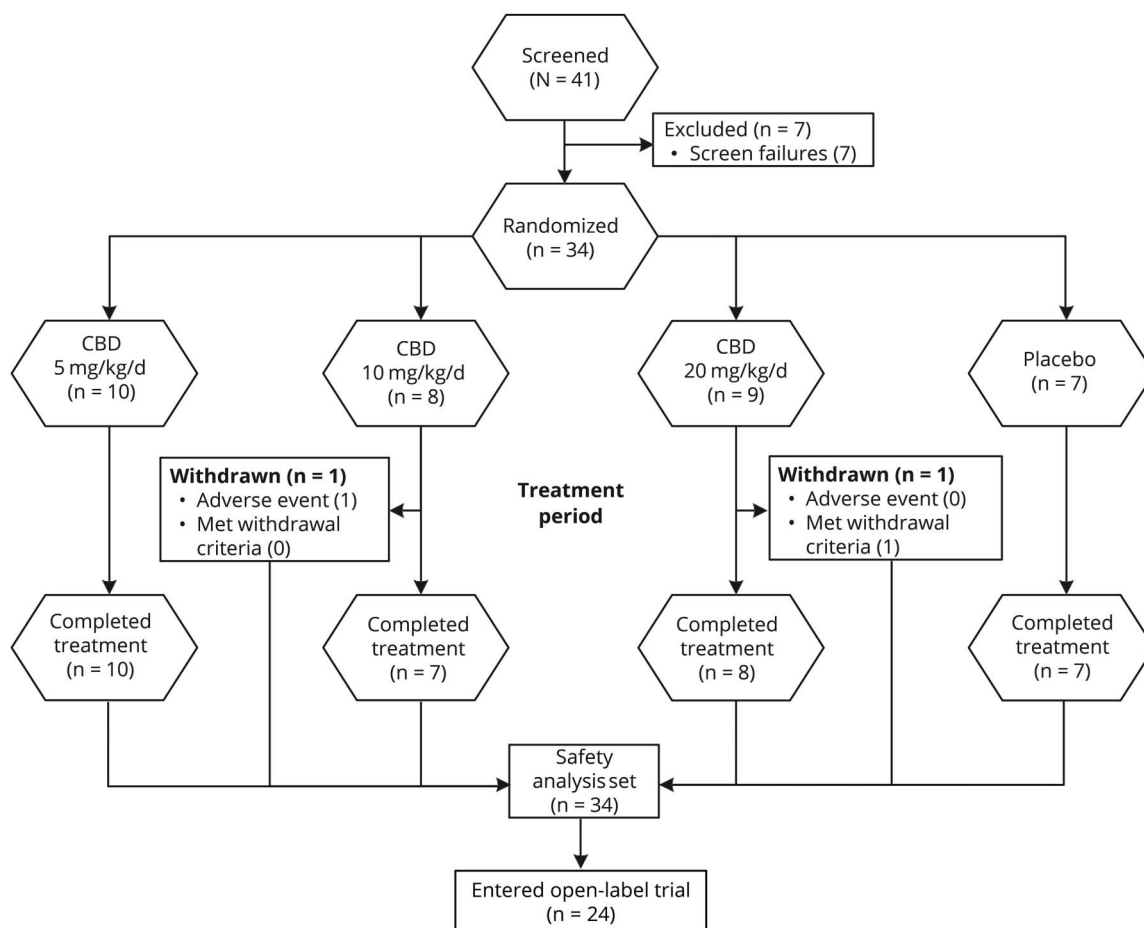 Screened
(N = 41)
Excluded (n = 7)
• Screen failures (7)
Randomized
(n = 34)
CBD
5 mg/kg/d
(n = 10)
CBD
10 mg/kg/d
(n = 8)
CBD
20 mg/kg/d
(n = 9)
Placebo
(n = 7)
Withdrawn (n = 1)
• Adverse event (1)
• Met withdrawal
criteria (0)
Treatment
period
Withdrawn (n = 1)
• Adverse event (0)
• Met withdrawal
criteria (1)
Completed
treatment
(n = 10)
Completed
treatment
(n = 7)
Completed
treatment
(n = 8)
Completed
treatment
(n = 7)
Safety
analysis set
(n = 34)
Entered open-label trial
(n = 24)